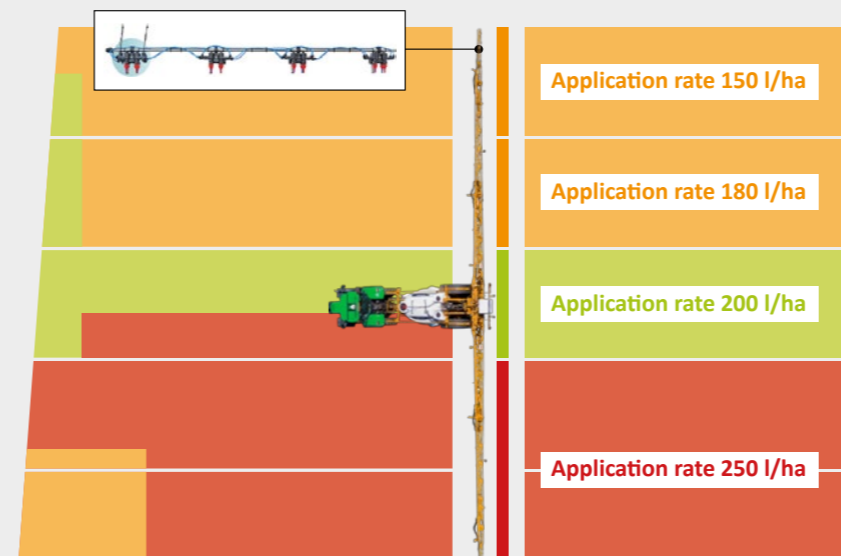 Application rate 150 l/ha
Application rate 180 l/ha
Application rate 200 l/ha
Application rate 250 l/ha